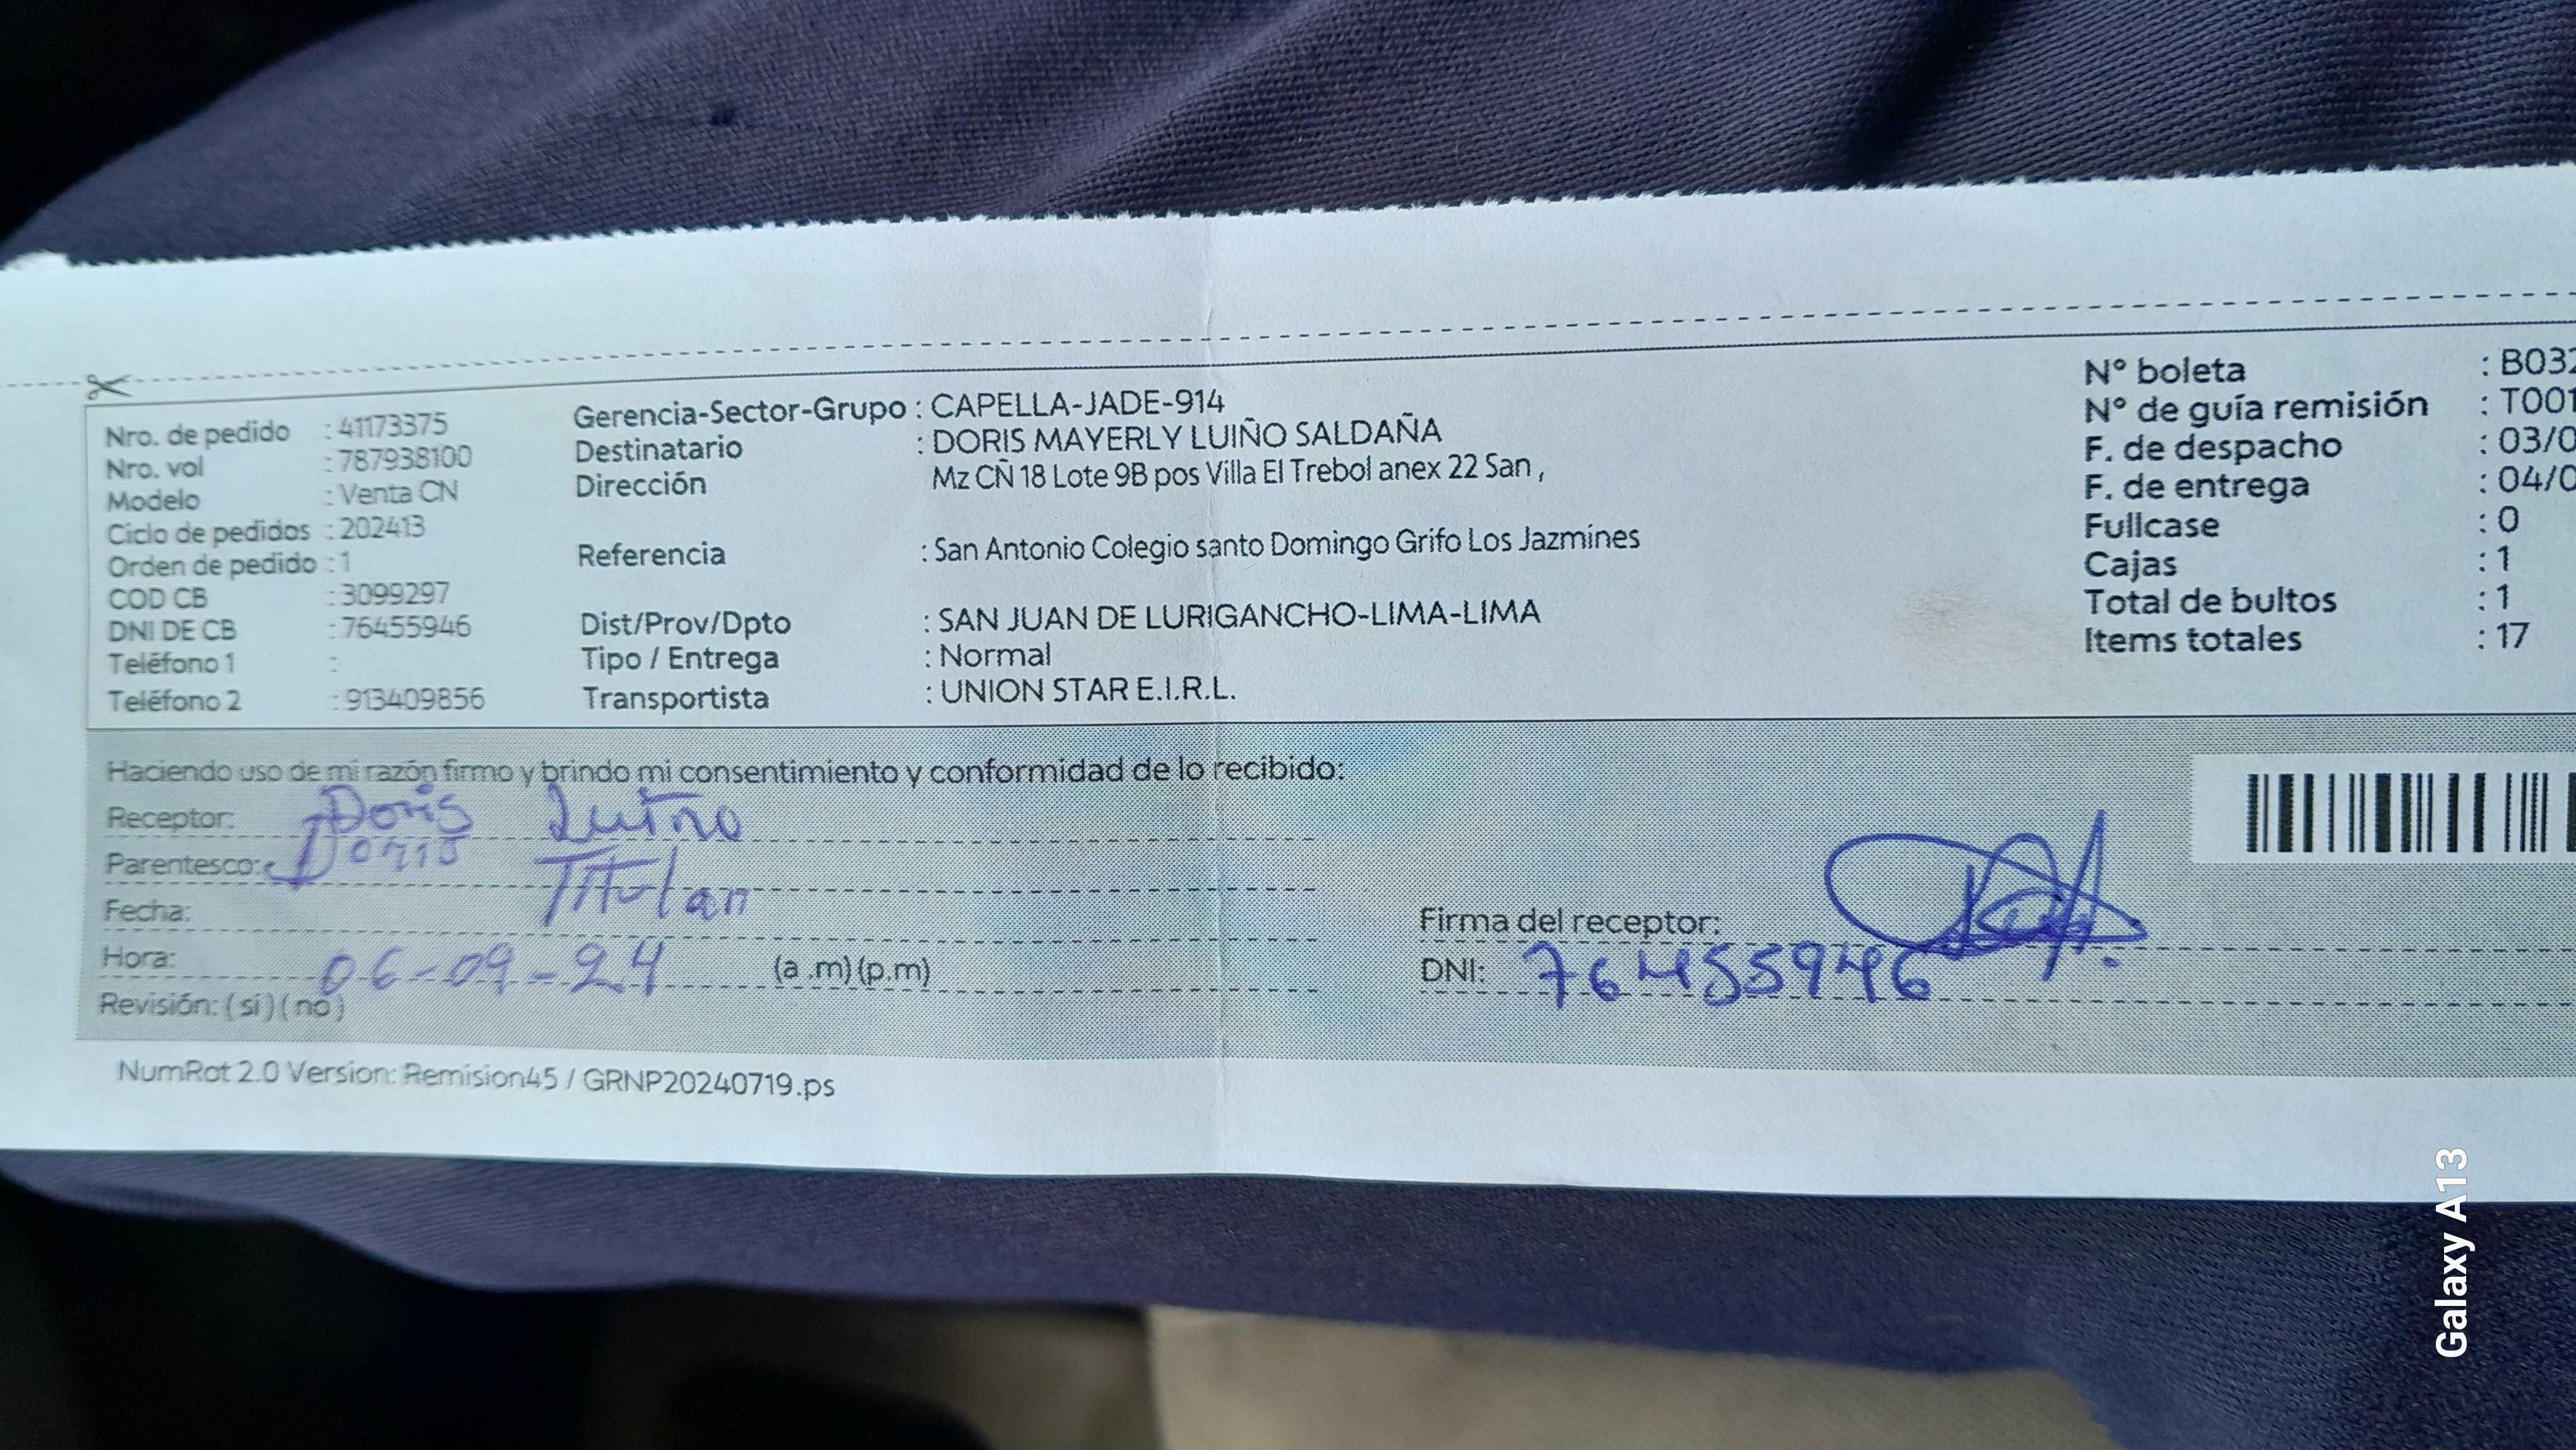 Nro. de pedido : 41173375
Nro. vol : 787938100
Modelo : Venta CN
Ciclo de pedidos : 202413
Orden de pedido : 1
COD CB : 3099297
DNI DE CB : 76455946
Teléfono 1 :
Teléfono 2 : 913409856
Gerencia-Sector-Grupo : CAPELLA-JADE-914
Destinatario : DORIS MAYERLY LUIÑO SALDAÑA
Dirección Mz CÑ 18 Lote 9B pos Villa El Trebol anex 22 San ,
Referencia : San Antonio Colegio santo Domingo Grifo Los Jazmines
Dist/Prov/Dpto : SAN JUAN DE LURIGANCHO-LIMA-LIMA
Tipo / Entrega : Normal
Transportista : UNION STAR E.I.R.L.
N° boleta : B032
N° de guía remisión : T001
F. de despacho : 03/0
F. de entrega : 04/0
Fullcase : 0
Cajas : 1
Total de bultos : 1
Items totales : 17
Haciendo uso de mi razón firmo y brindo mi consentimiento y conformidad de lo recibido:
Receptor: Doris Luiño
Parentesco: Doris Titular
Fecha:
Hora: 06-09-24 (a .m) (p.m)
Revisión: ( sí ) ( no )
Firma del receptor:
DNI: 76455946
NumRot 2.0 Version: Remision45 / GRNP20240719.ps
Galaxy A13